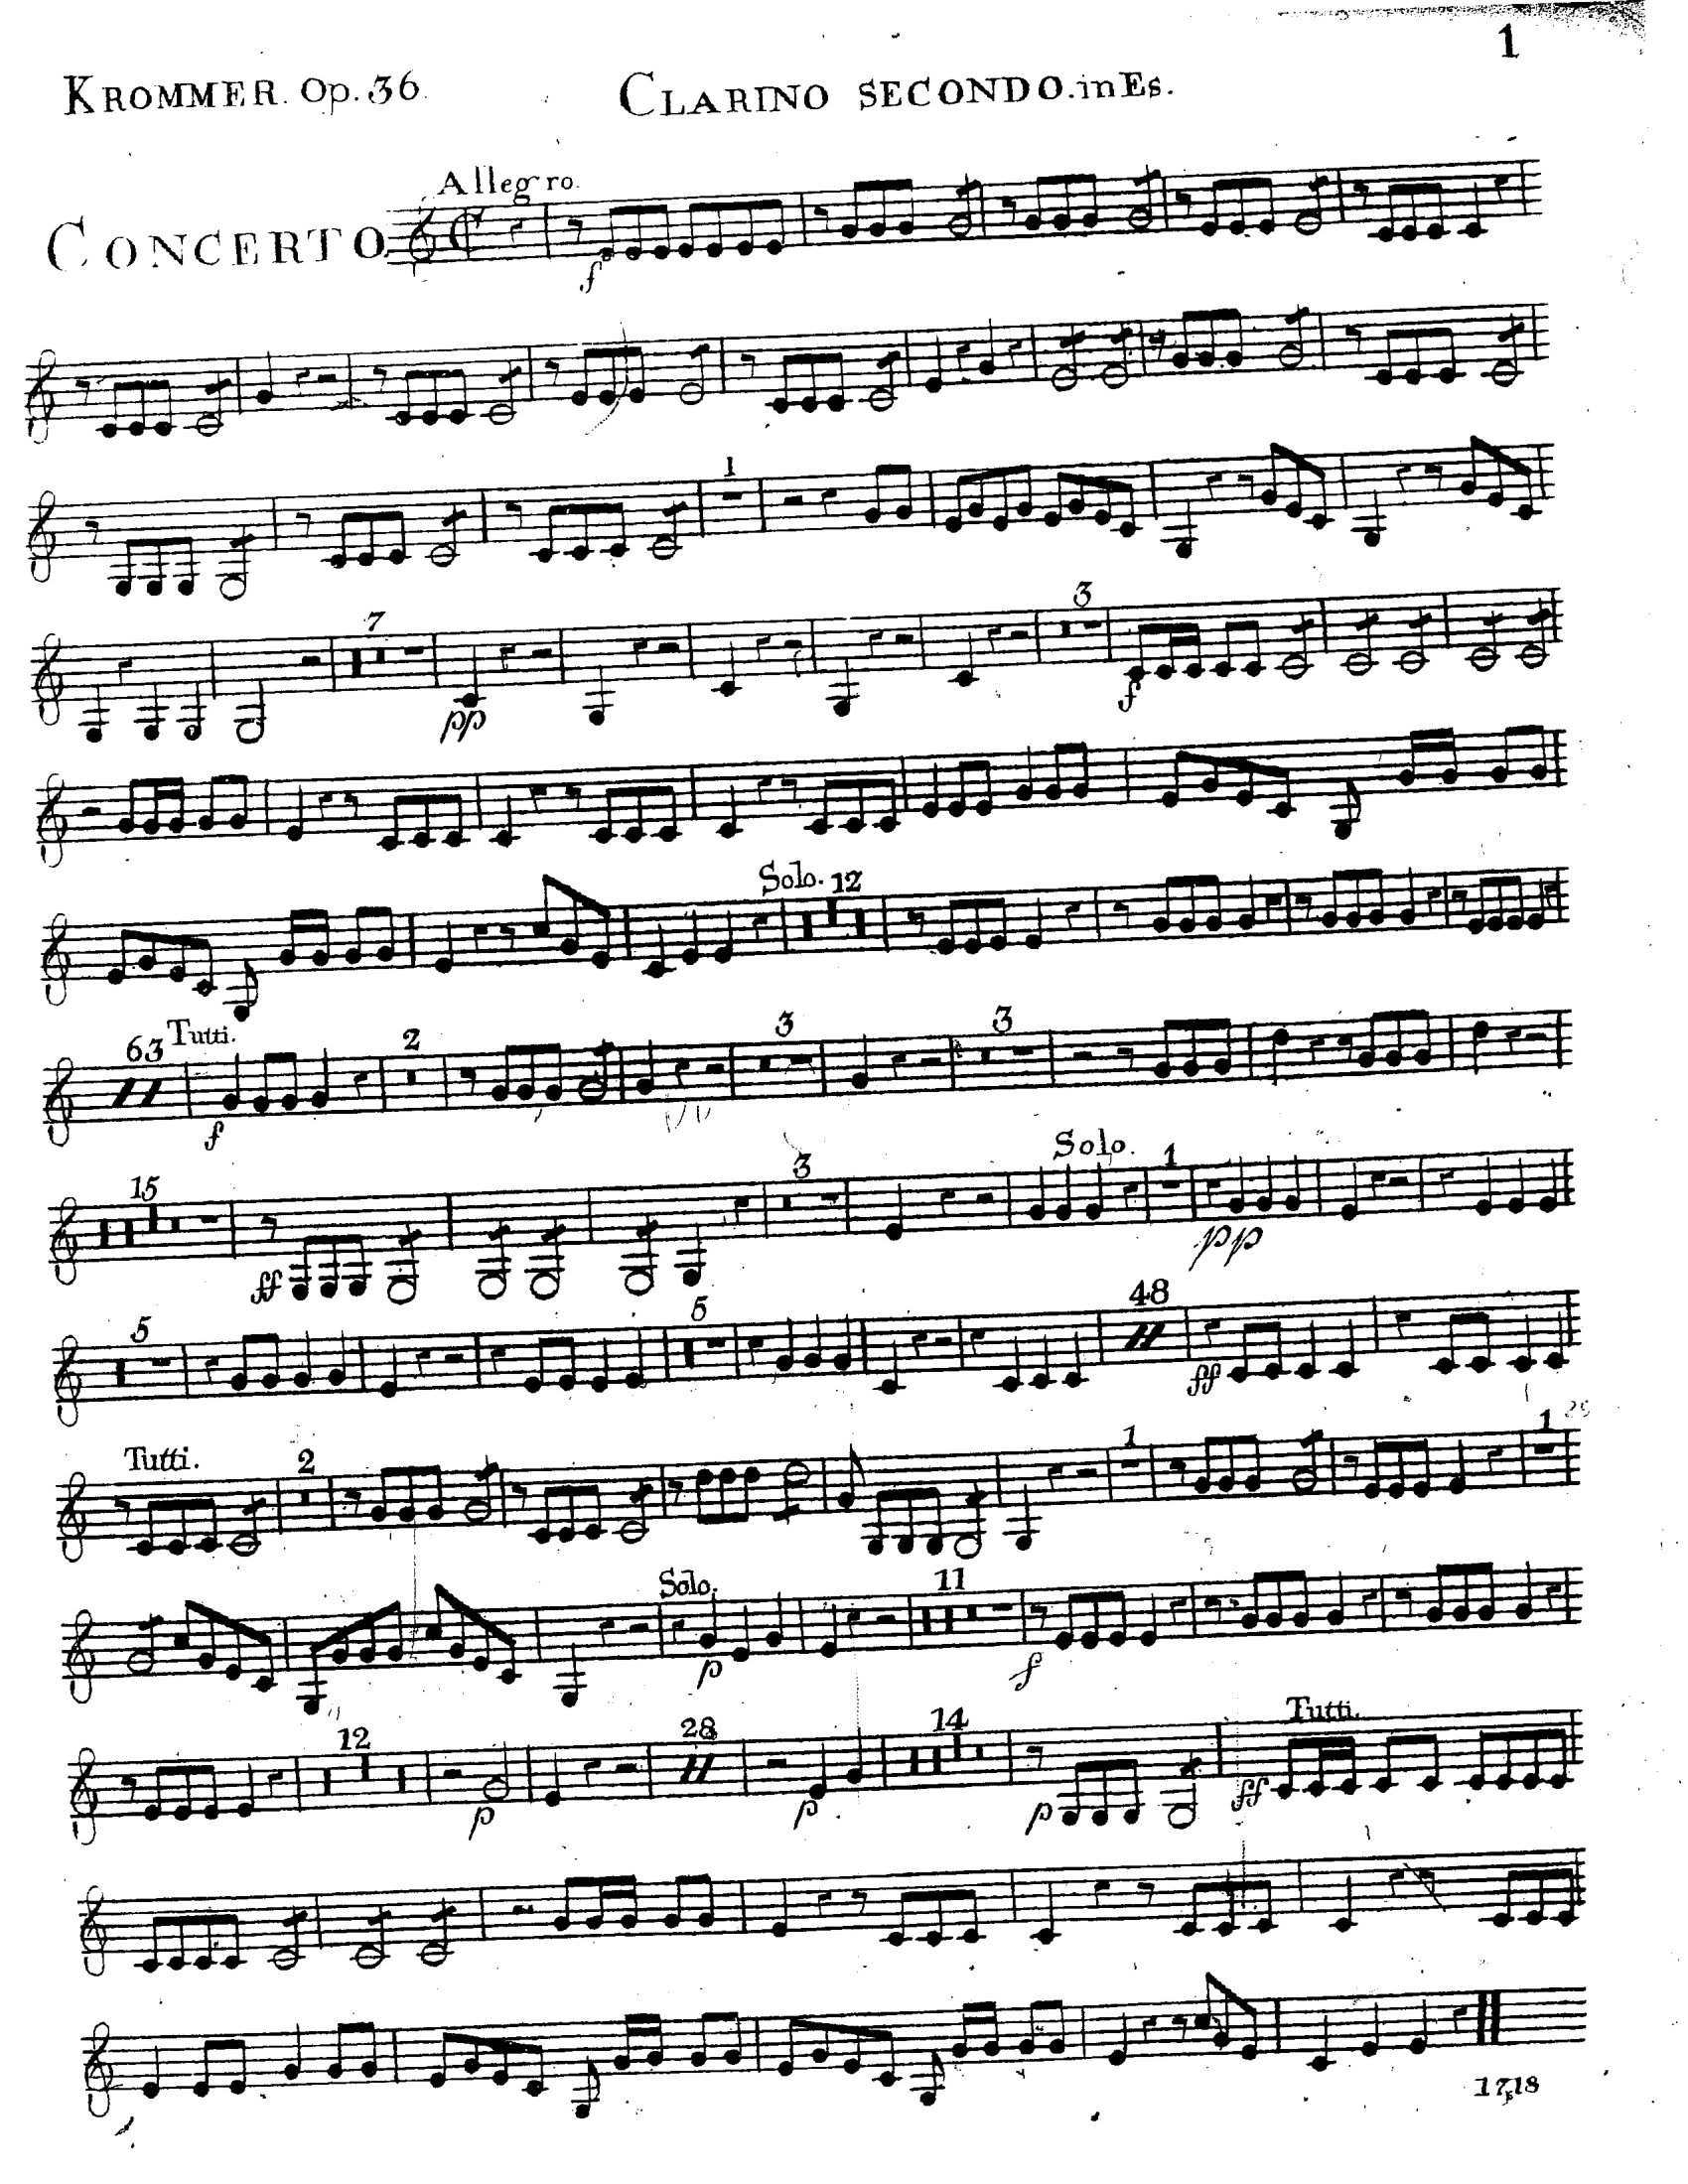 1
KROMMER. Op. 36. CLARINO SECONDO. in Es.
Allegro.
CONCERTO
f
1
7 3
pp f
Solo. 12
63 Tutti. 2 3 3
f
15 3 Solo. 1
ff pp
5 5 48
ff
Tutti. 2 1 1
Solo. 11
p f
12 28 14 Tutti.
p p p ff
1718